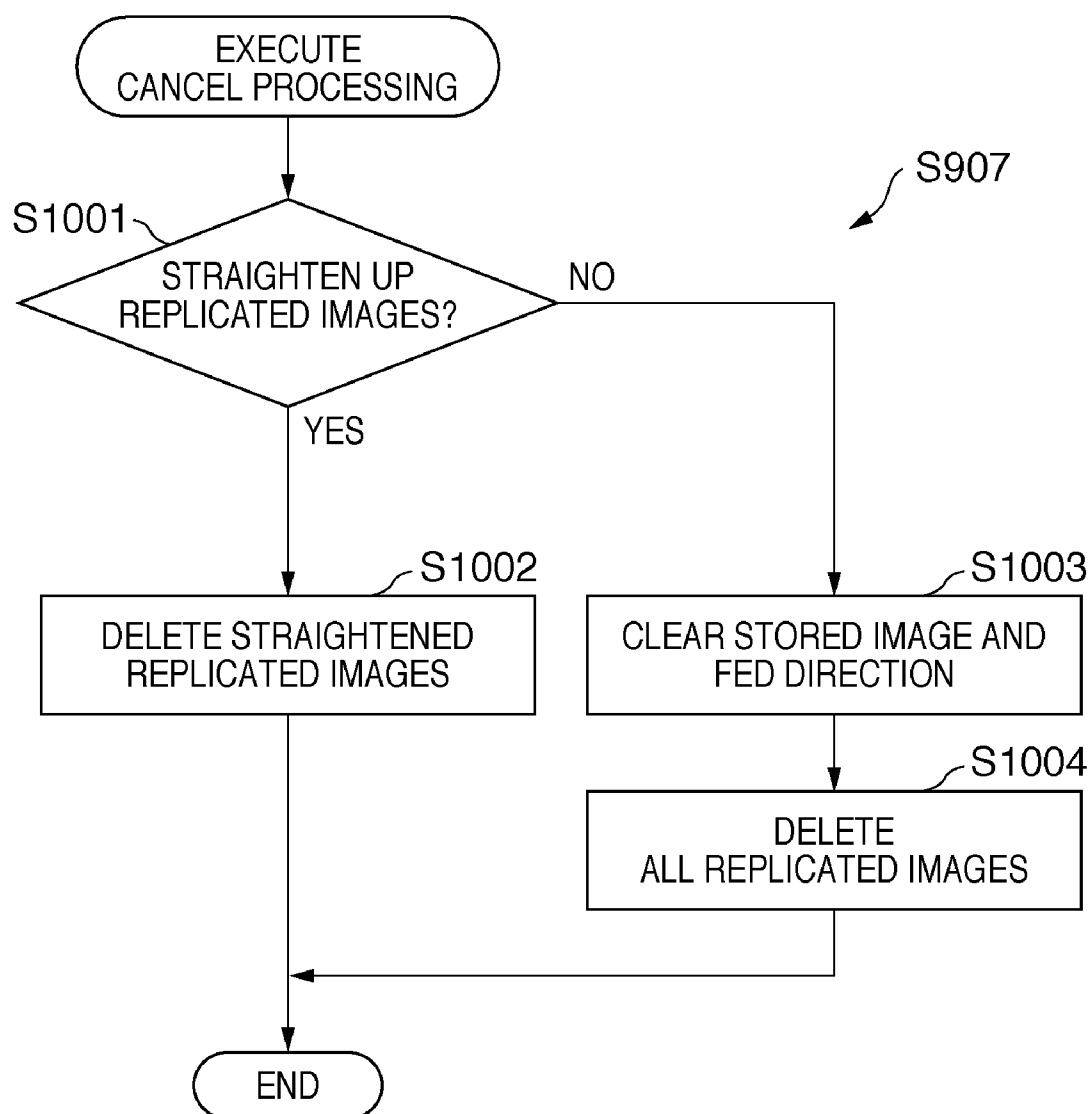 EXECUTE
CANCEL PROCESSING
S907
S1001
STRAIGHTEN UP
REPLICATED IMAGES?
NO
YES
S1002
DELETE STRAIGHTENED
REPLICATED IMAGES
S1003
CLEAR STORED IMAGE AND
FED DIRECTION
S1004
DELETE
ALL REPLICATED IMAGES
END